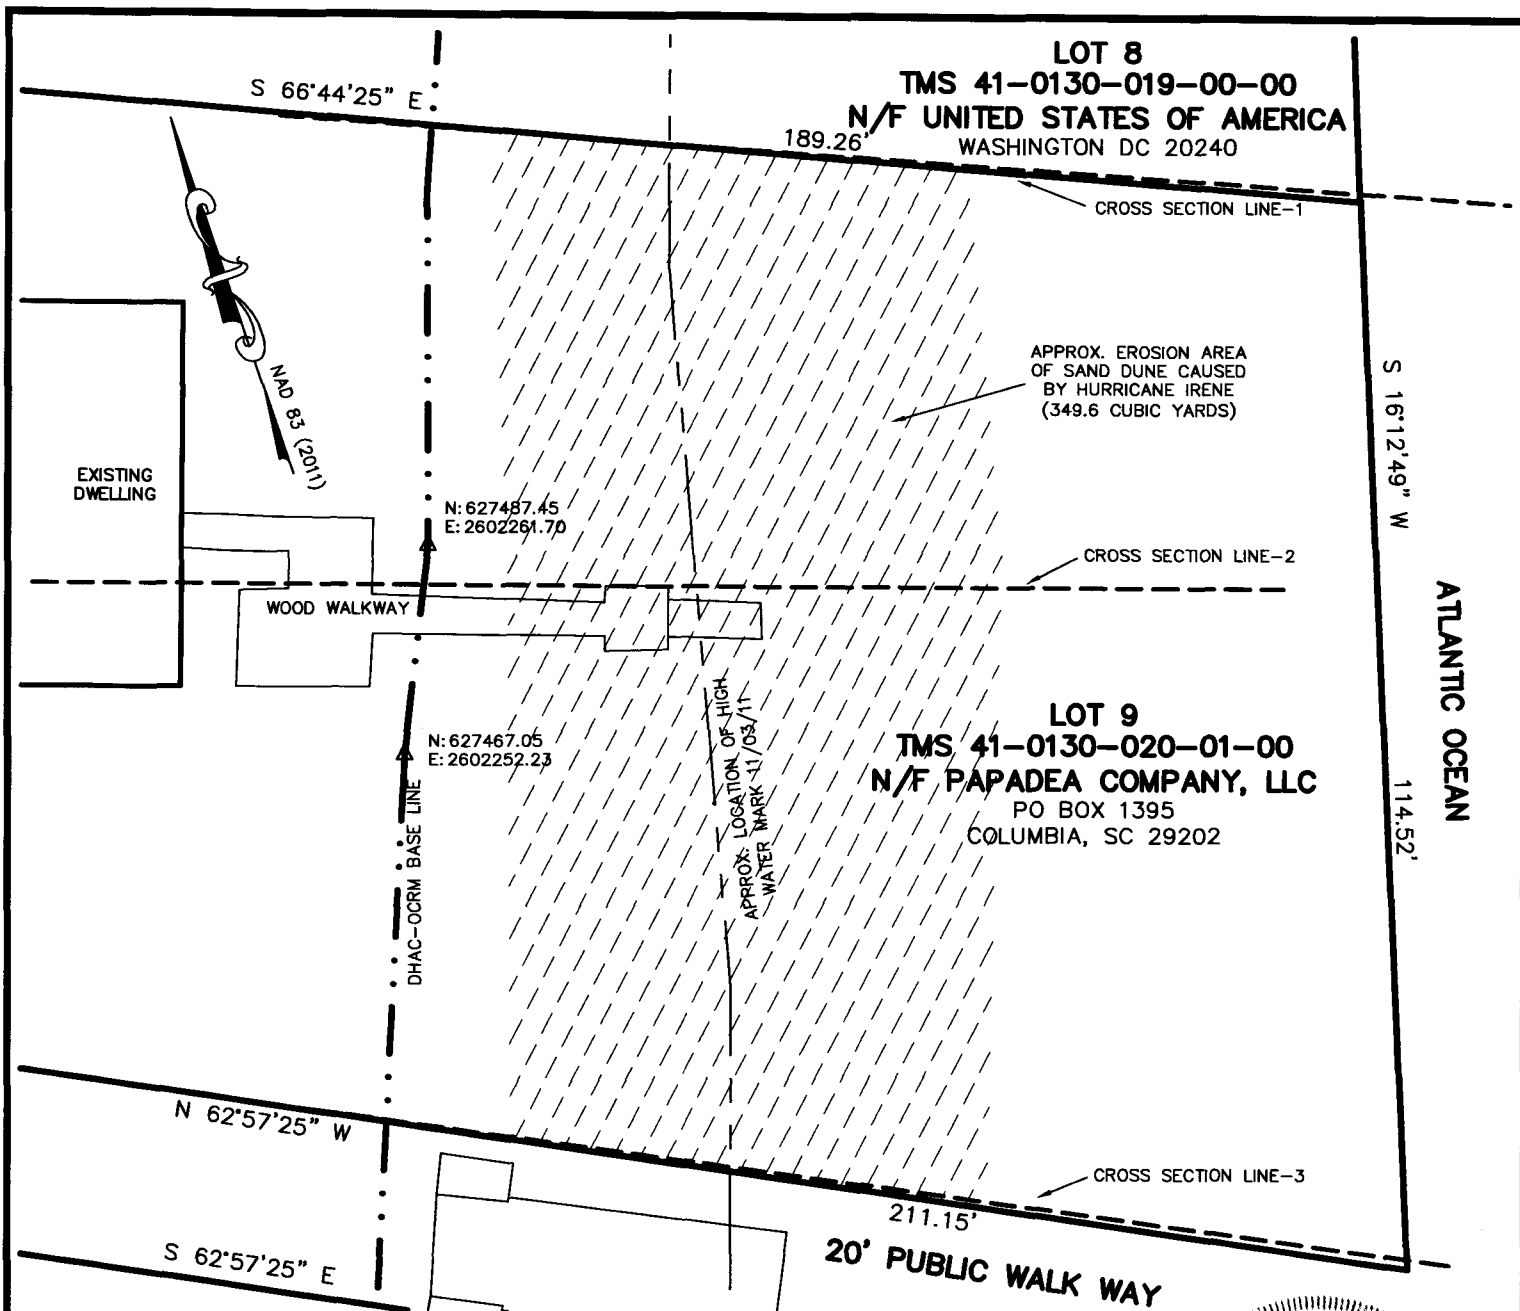 LOT 8
TMS 41-0130-019-00-00
N/F UNITED STATES OF AMERICA
WASHINGTON DC 20240
S 66°44'25" E
189.26'
CROSS SECTION LINE-1
NAD 83 (2011)
APPROX. EROSION AREA
OF SAND DUNE CAUSED
BY HURRICANE IRENE
(349.6 CUBIC YARDS)
S 16°12'49" W
EXISTING
DWELLING
N: 627487.45
E: 2602261.70
CROSS SECTION LINE-2
WOOD WALKWAY
ATLANTIC OCEAN
N: 627467.05
E: 2602252.23
APPROX. LOCATION OF HIGH
WATER MARK 11/03/11
LOT 9
TMS 41-0130-020-01-00
N/F PAPADEA COMPANY, LLC
PO BOX 1395
COLUMBIA, SC 29202
114.52'
DHAC-OCRM BASE LINE
N 62°57'25" W
CROSS SECTION LINE-3
211.15'
20' PUBLIC WALK WAY
S 62°57'25" E